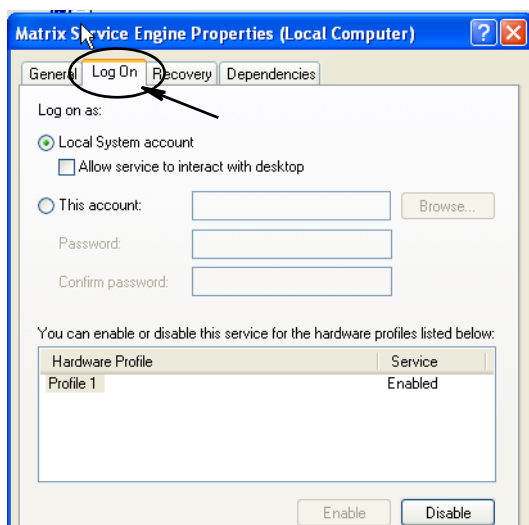 Matrix Service Engine Properties (Local Computer)
General Log On Recovery Dependencies
Log on as:
Local System account
Allow service to interact with desktop
This account: Browse...
Password:
Confirm password:
You can enable or disable this service for the hardware profiles listed below:
Hardware Profile Service
Profile 1 Enabled
Enable Disable